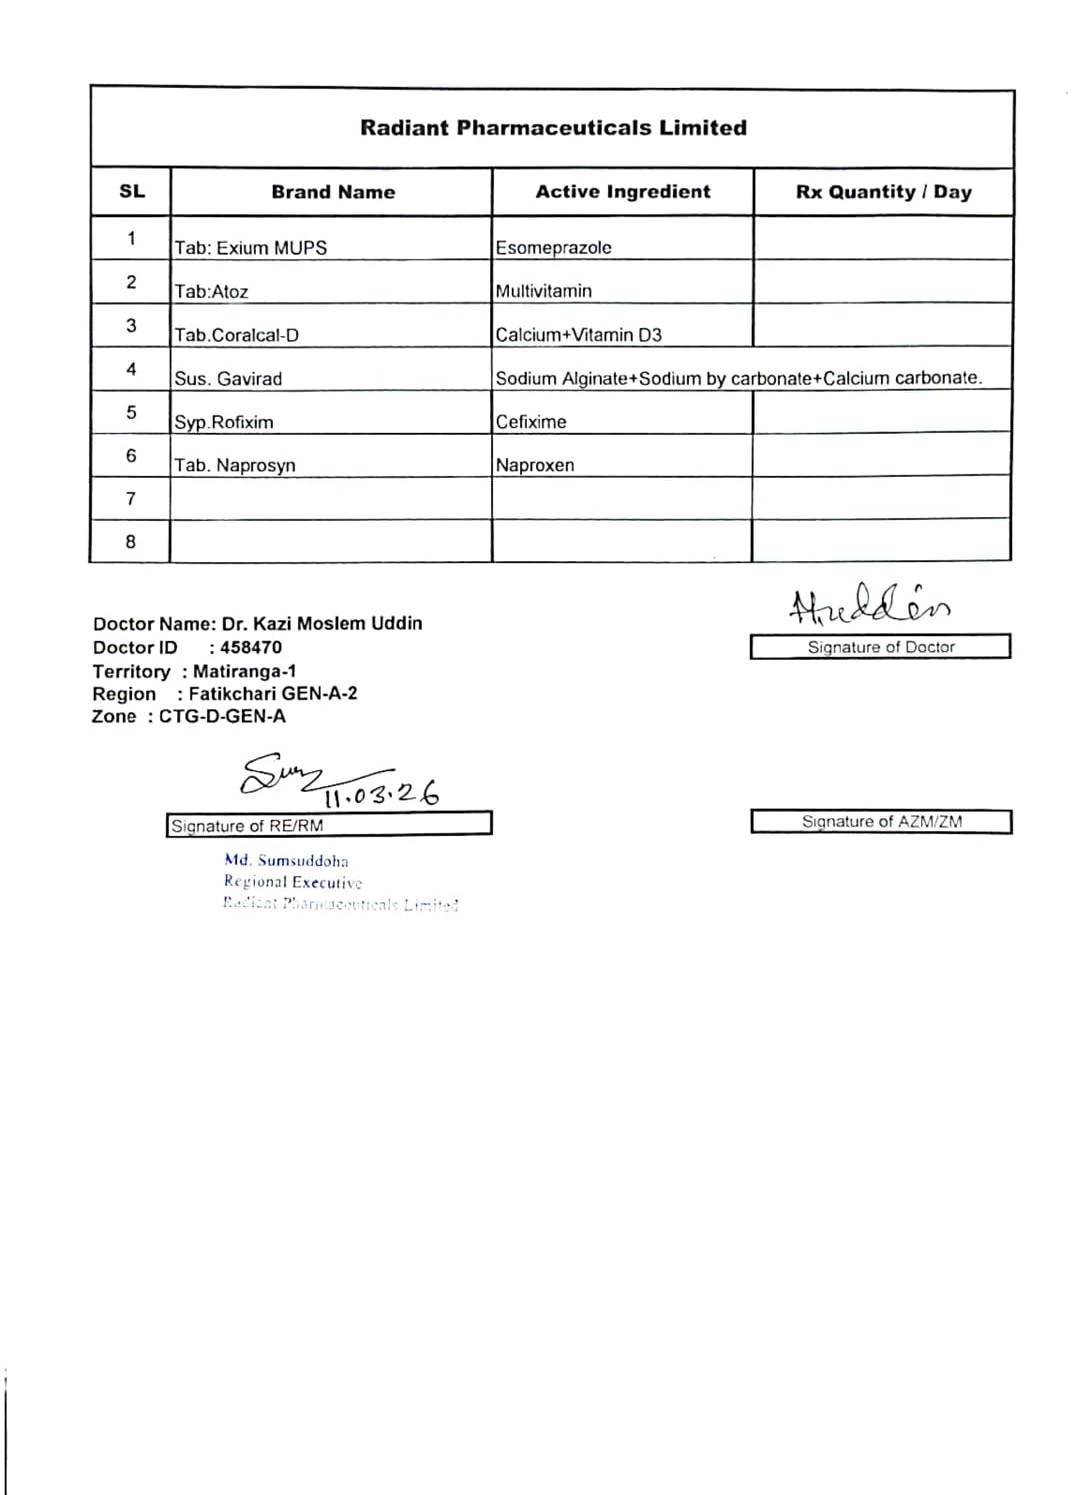 Radiant Pharmaceuticals Limited
SL Brand Name Active Ingredient Rx Quantity / Day
1 Tab: Exium MUPS Esomeprazole
2 Tab:Atoz Multivitamin
3 Tab.Coralcal-D Calcium+Vitamin D3
4 Sus. Gavirad Sodium Alginate+Sodium by carbonate+Calcium carbonate.
5 Syp.Rofixim Cefixime
6 Tab. Naprosyn Naproxen
7
8
Doctor Name: Dr. Kazi Moslem Uddin
Doctor ID : 458470
Territory : Matiranga-1
Region : Fatikchari GEN-A-2
Zone : CTG-D-GEN-A
Signature of Doctor
11.03.26
Signature of RE/RM
Md. Sumsuddoha
Regional Executive
Radiant Pharmaceuticals Limited
Signature of AZM/ZM